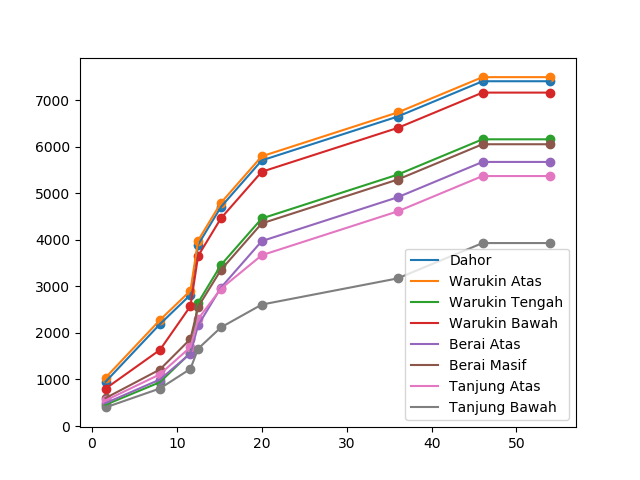 7000
6000
5000
4000
3000
2000
1000
0
0 10 20 30 40 50
Dahor
Warukin Atas
Warukin Tengah
Warukin Bawah
Berai Atas
Berai Masif
Tanjung Atas
Tanjung Bawah